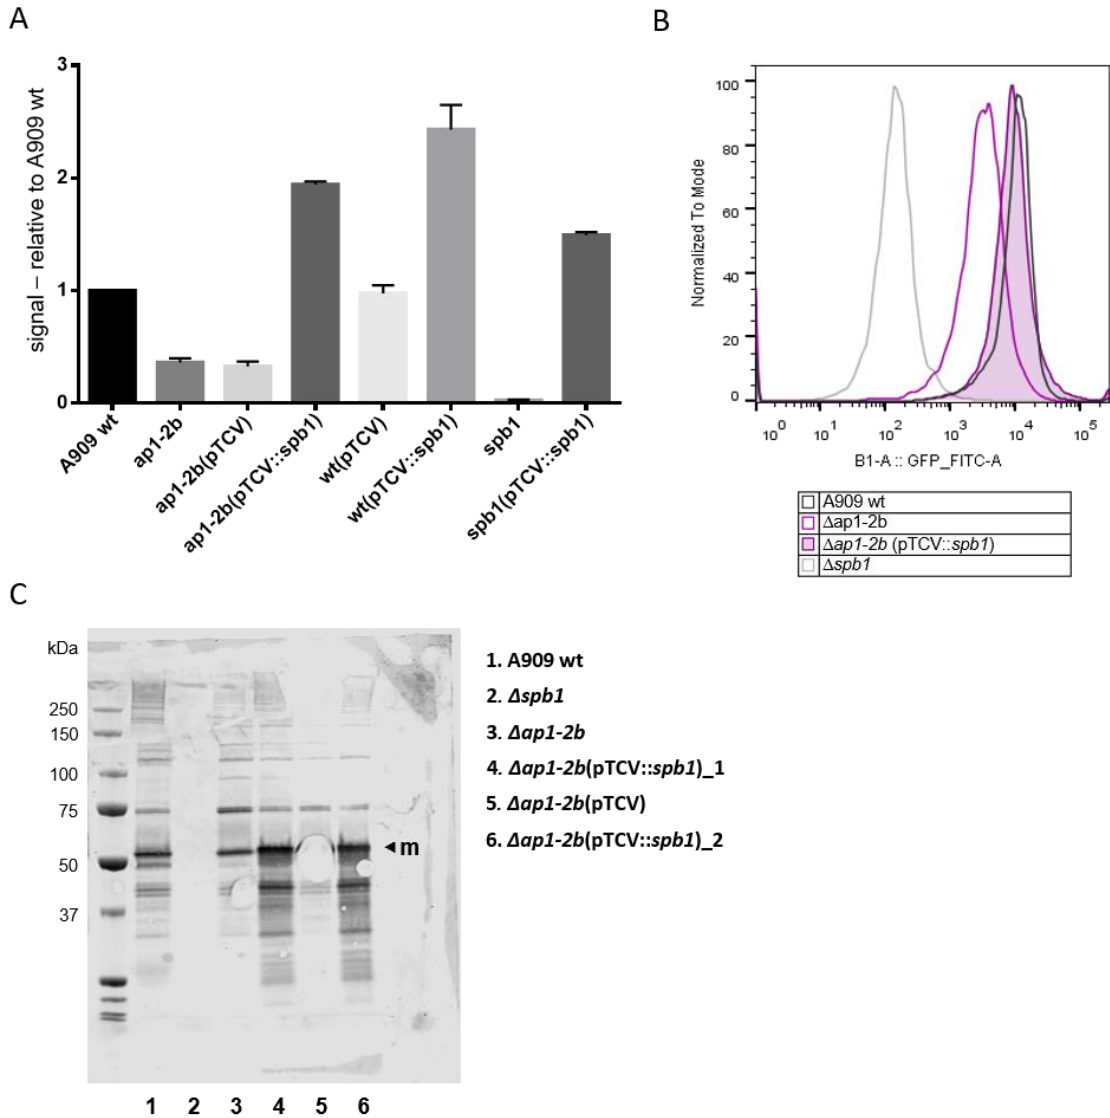 A
3
2
1
0
signal – relative to A909 wt
A909 wt
ap1-2b
ap1-2b(pTCV)
ap1-2b(pTCV::spb1)
wt(pTCV)
wt(pTCV::spb1)
spb1
spb1(pTCV::spb1)
B
100
80
60
40
20
0
Normalized To Mode
10⁰ 10¹ 10² 10³ 10⁴ 10⁵
B1-A :: GFP_FITC-A
A909 wt
Δap1-2b
Δap1-2b (pTCV::spb1)
Δspb1
C
kDa
250
150
100
75
50
37
m
1 2 3 4 5 6
1. A909 wt
2. Δspb1
3. Δap1-2b
4. Δap1-2b(pTCV::spb1)_1
5. Δap1-2b(pTCV)
6. Δap1-2b(pTCV::spb1)_2